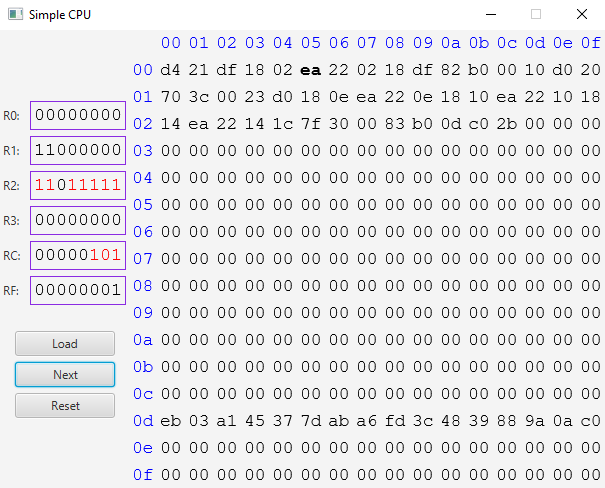 Simple CPU
00 01 02 03 04 05 06 07 08 09 0a 0b 0c 0d 0e 0f
00 d4 21 df 18 02 ea 22 02 18 df 82 b0 00 10 d0 20
01 70 3c 00 23 d0 18 0e ea 22 0e 18 10 ea 22 10 18
R0: 00000000
02 14 ea 22 14 1c 7f 30 00 83 b0 0d c0 2b 00 00 00
R1: 11000000
03 00 00 00 00 00 00 00 00 00 00 00 00 00 00 00 00
R2: 11011111
04 00 00 00 00 00 00 00 00 00 00 00 00 00 00 00 00
05 00 00 00 00 00 00 00 00 00 00 00 00 00 00 00 00
R3: 00000000
06 00 00 00 00 00 00 00 00 00 00 00 00 00 00 00 00
RC: 00000101
07 00 00 00 00 00 00 00 00 00 00 00 00 00 00 00 00
RF: 00000001
08 00 00 00 00 00 00 00 00 00 00 00 00 00 00 00 00
09 00 00 00 00 00 00 00 00 00 00 00 00 00 00 00 00
Load
0a 00 00 00 00 00 00 00 00 00 00 00 00 00 00 00 00
0b 00 00 00 00 00 00 00 00 00 00 00 00 00 00 00 00
Next
0c 00 00 00 00 00 00 00 00 00 00 00 00 00 00 00 00
Reset
0d eb 03 a1 45 37 7d ab a6 fd 3c 48 39 88 9a 0a c0
0e 00 00 00 00 00 00 00 00 00 00 00 00 00 00 00 00
0f 00 00 00 00 00 00 00 00 00 00 00 00 00 00 00 00